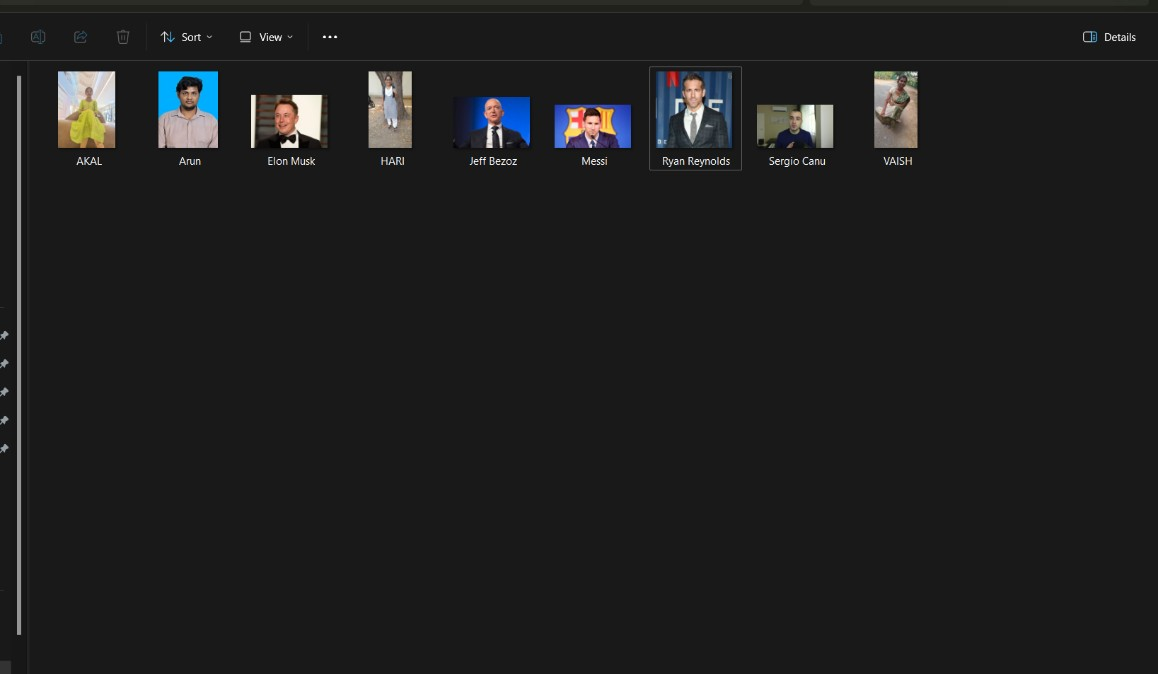 Sort
View
Details
AKAL
Arun
Elon Musk
HARI
Jeff Bezoz
Messi
Ryan Reynolds
Sergio Canu
VAISH